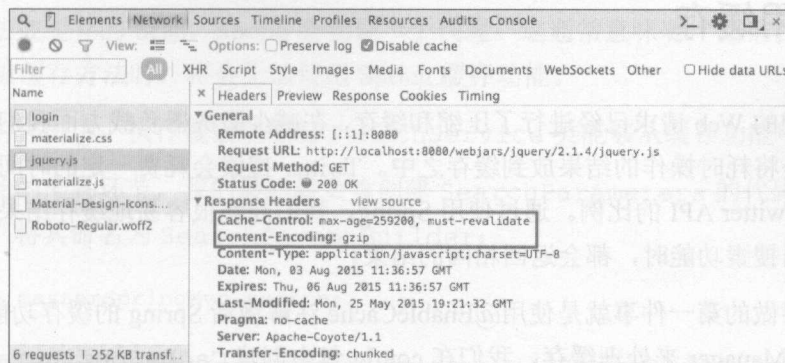 Elements Network Sources Timeline Profiles Resources Audits Console
View: Options: Preserve log Disable cache
Filter All XHR Script Style Images Media Fonts Documents WebSockets Other Hide data URLs
Name
× Headers Preview Response Cookies Timing
login
materialize.css
jquery.js
materialize.js
Material-Design-Icons...
Roboto-Regular.woff2
▼General
Remote Address: [::1]:8080
Request URL: http://localhost:8080/webjars/jquery/2.1.4/jquery.js
Request Method: GET
Status Code: 200 OK
▼Response Headers view source
Cache-Control: max-age=259200, must-revalidate
Content-Encoding: gzip
Content-Type: application/javascript;charset=UTF-8
Date: Mon, 03 Aug 2015 11:36:57 GMT
Expires: Thu, 06 Aug 2015 11:36:57 GMT
Last-Modified: Mon, 25 May 2015 19:21:32 GMT
Pragma: no-cache
Server: Apache-Coyote/1.1
Transfer-Encoding: chunked
6 requests | 252 KB transf...